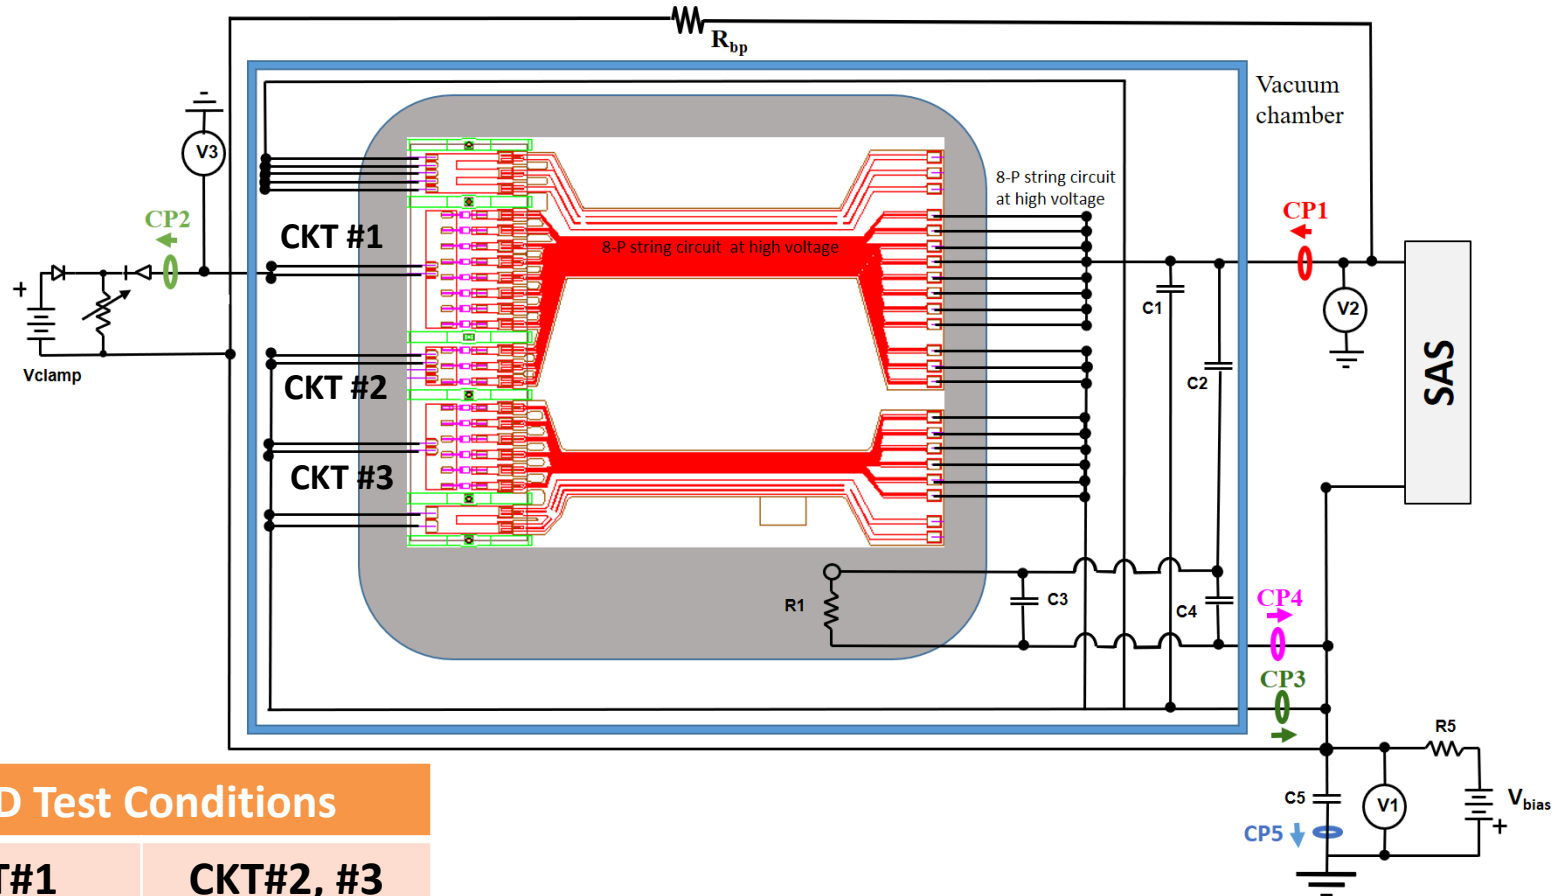 R_bp
Vacuum
chamber
V3
8-P string circuit
at high voltage
CP2
CP1
CKT #1
8-P string circuit at high voltage
+
C1
V2
SAS
Vclamp
C2
CKT #2
CKT #3
R1
C3
C4
CP4
CP3
R5
D Test Conditions
C5
V1
V_bias
CP5
+
T#1
CKT#2, #3